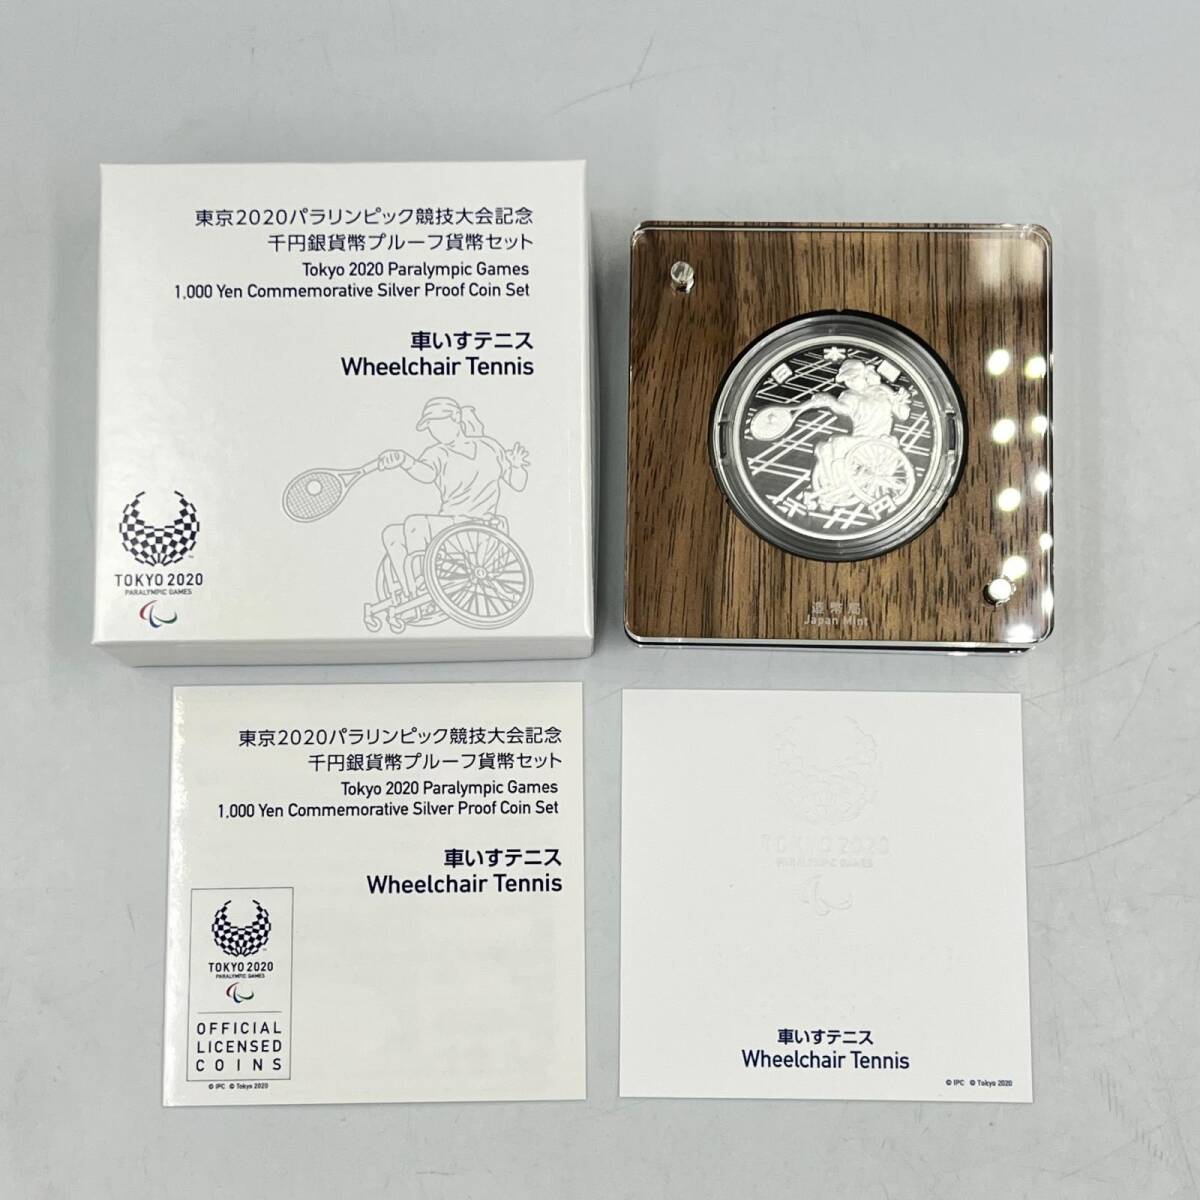 東京2020パラリンピック競技大会記念
千円銀貨幣プルーフ貨幣セット
Tokyo 2020 Paralympic Games
1,000 Yen Commemorative Silver Proof Coin Set
車いすテニス
Wheelchair Tennis
TOKYO 2020
PARALYMPIC GAMES
日本国
千円
造幣局
Japan Mint
東京2020パラリンピック競技大会記念
千円銀貨幣プルーフ貨幣セット
Tokyo 2020 Paralympic Games
1,000 Yen Commemorative Silver Proof Coin Set
車いすテニス
Wheelchair Tennis
TOKYO 2020
PARALYMPIC GAMES
OFFICIAL
LICENSED
COINS
© IPC © Tokyo 2020
TOKYO 2020
PARALYMPIC GAMES
車いすテニス
Wheelchair Tennis
© IPC © Tokyo 2020